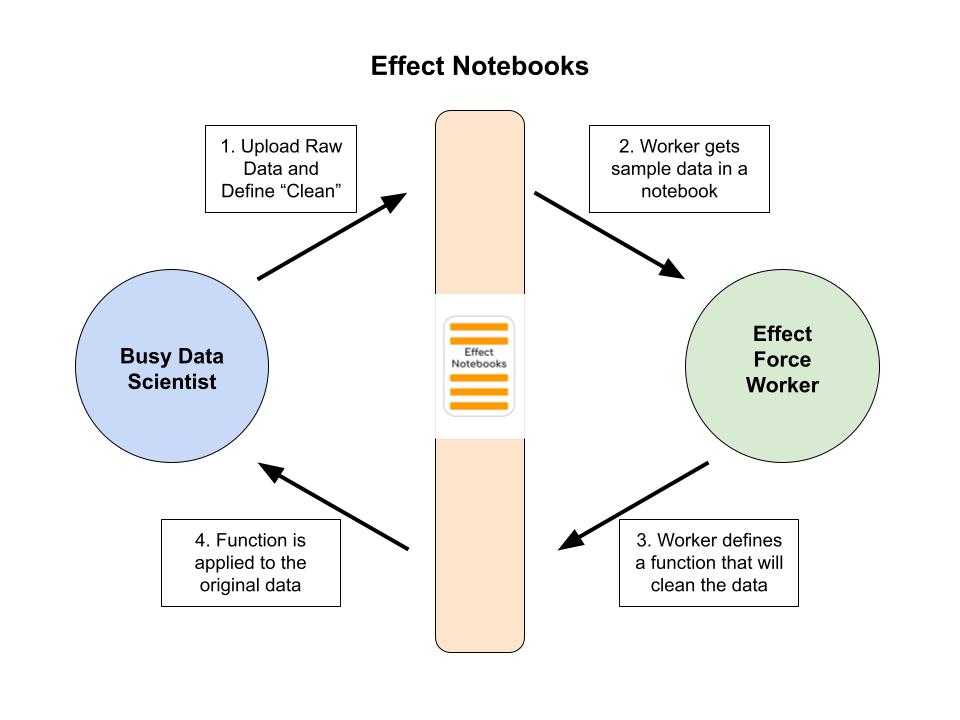 Effect Notebooks
1. Upload Raw
Data and
Define “Clean”
2. Worker gets
sample data in a
notebook
Busy Data
Scientist
Effect
Notebooks
Effect
Force
Worker
4. Function is
applied to the
original data
3. Worker defines
a function that will
clean the data